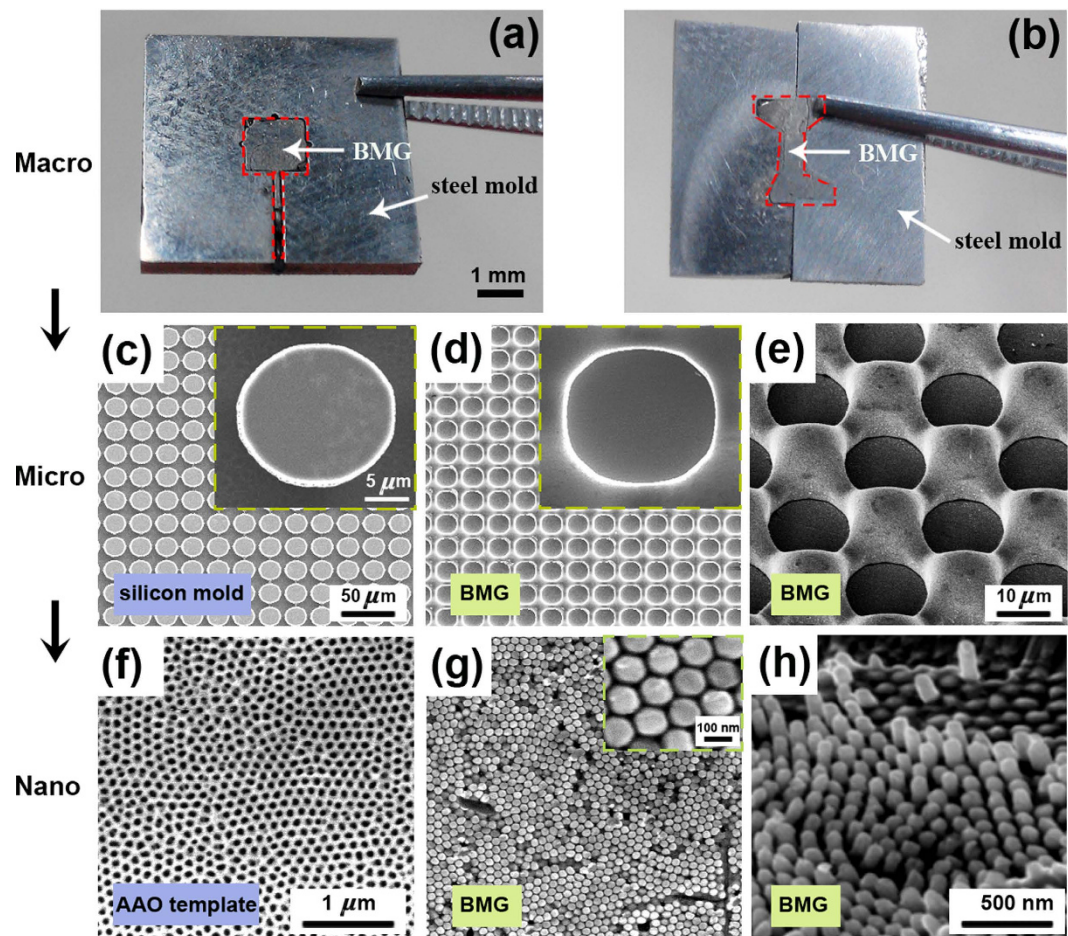 (a)
BMG
steel mold
1 mm
(b)
BMG
steel mold
Macro
(c)
5 μm
silicon mold
50 μm
(d)
BMG
(e)
BMG
10 μm
Micro
(f)
AAO template
1 μm
(g)
100 nm
BMG
(h)
BMG
500 nm
Nano